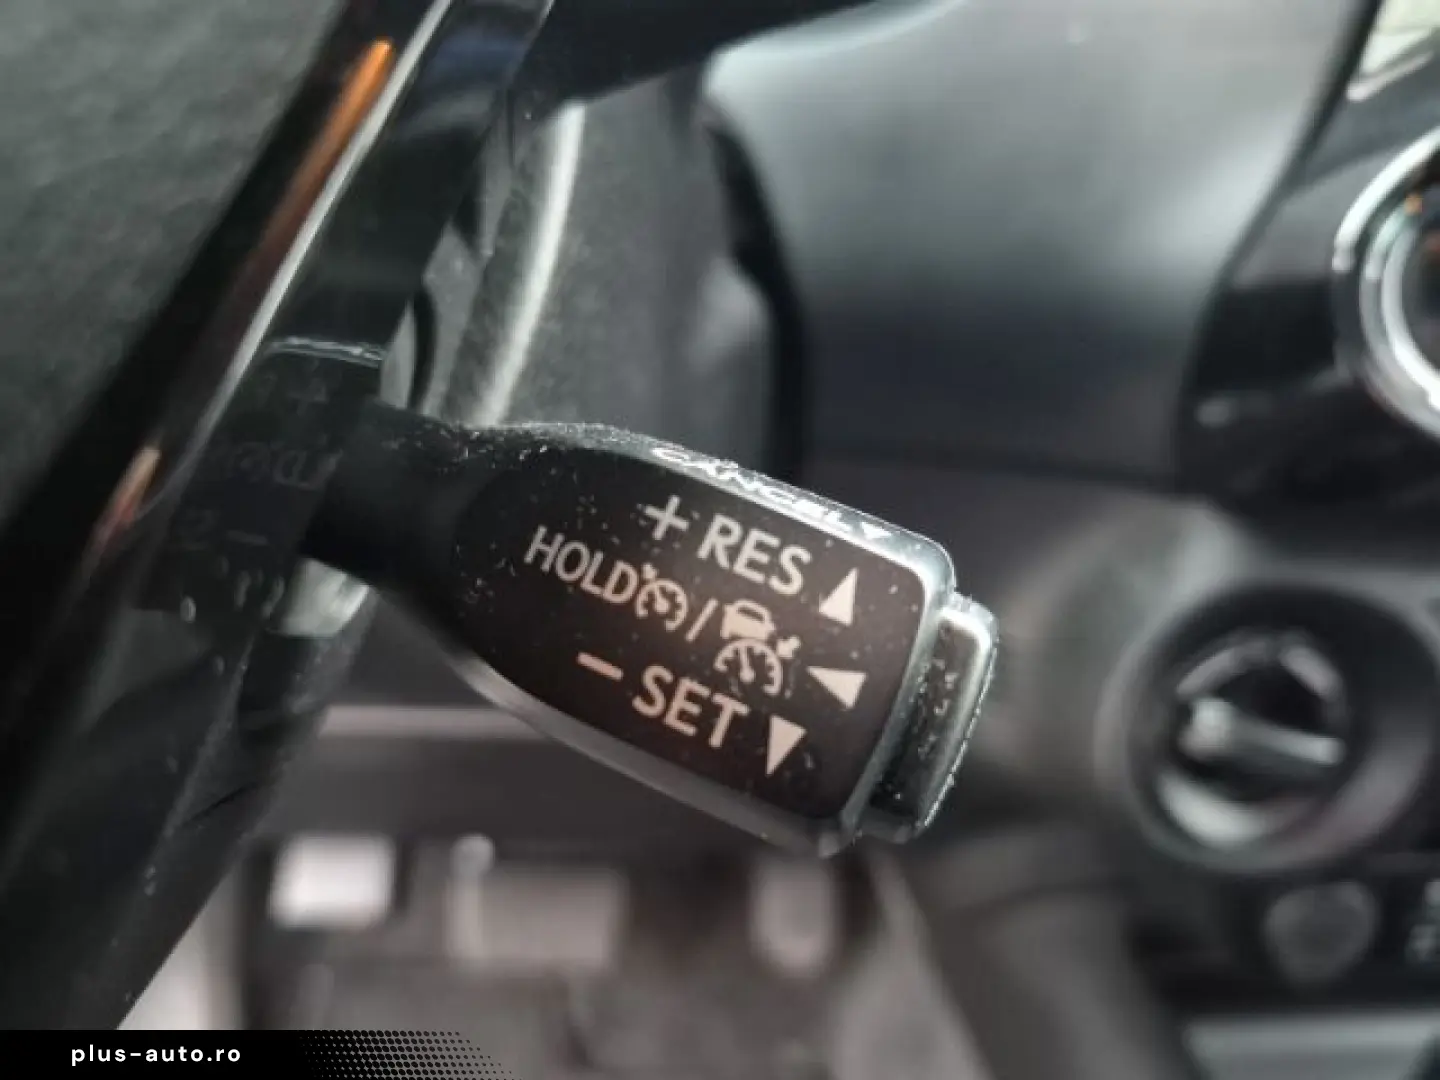 CANCEL
+ RES
HOLD /
- SET
plus-auto.ro